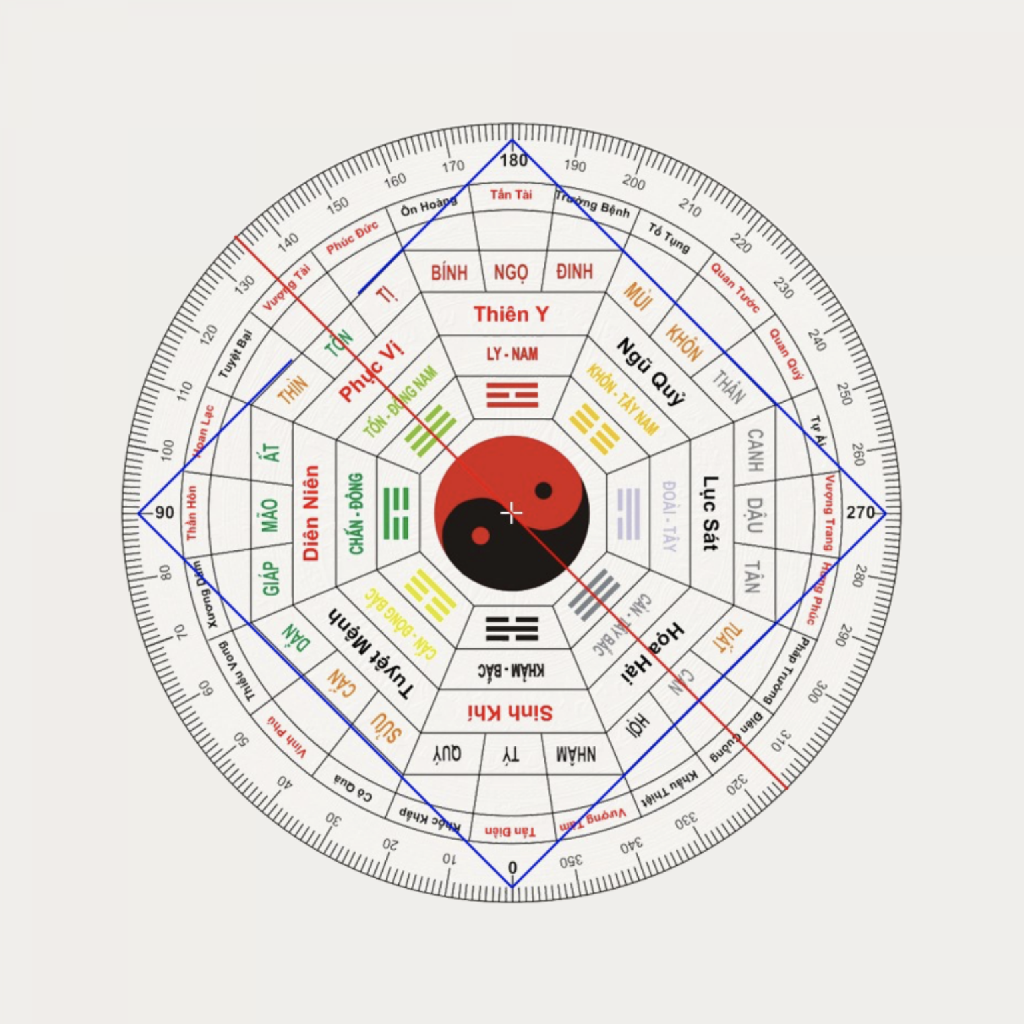 180
190
200
210
220
230
240
250
260
270
280
290
300
310
320
330
340
350
0
10
20
30
40
50
60
70
80
90
100
110
120
130
140
150
160
170
Tấn Tài
Trường Bệnh
Tố Tụng
Quan Tước
Quan Quý
Tự Ải
Vượng Trang
Hưng Phúc
Pháp Trường
Điên Cuồng
Khẩu Thiệt
Vượng Tàm
Tấn Điền
Khốc Khấp
Cô Quả
Vinh Phú
Thiếu Vong
Xương Dâm
Thân Hôn
Hoan Lạc
Tuyệt Bại
Vượng Tài
Phúc Đức
Ôn Hoàng
BÍNH
NGỌ
ĐINH
MÙI
KHÔN
THÂN
CANH
DẬU
TÂN
TUẤT
CÀN
HỢI
NHÂM
TÝ
QUÝ
SỬU
CẤN
DẦN
GIÁP
MÃO
ẤT
THÌN
TỐN
TỊ
Thiên Y
Ngũ Quỷ
Lục Sát
Họa Hại
Sinh Khí
Tuyệt Mệnh
Diên Niên
Phục Vị
LY - NAM
KHÔN - TÂY NAM
ĐOÀI - TÂY
CÀN - TÂY BẮC
KHẢM - BẮC
CẤN - ĐÔNG BẮC
CHẤN - ĐÔNG
TỐN - ĐÔNG NAM